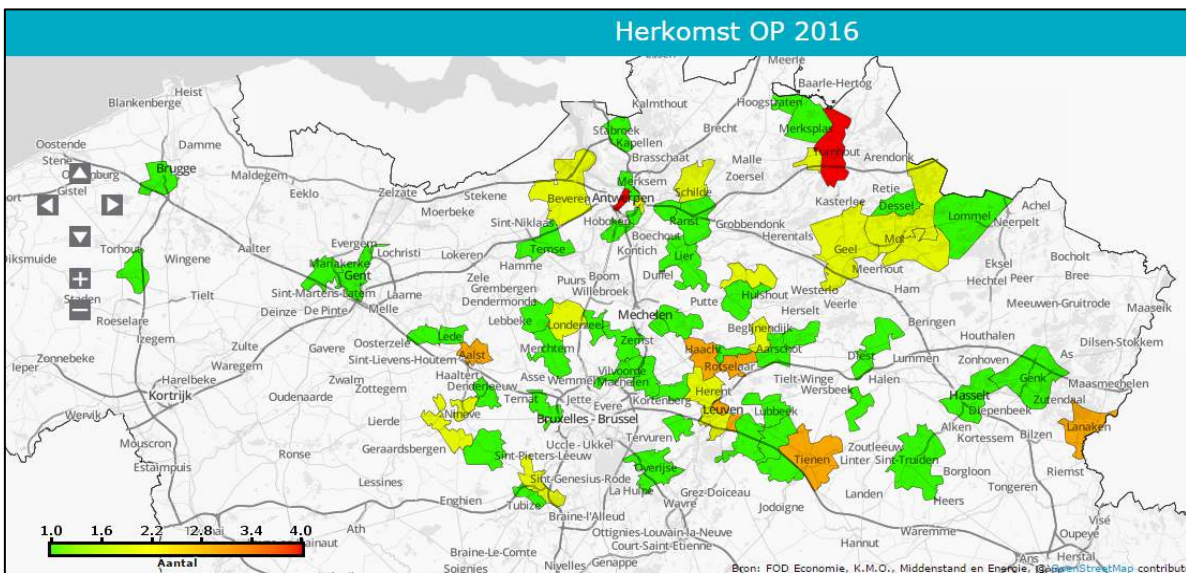 Herkomst OP 2016
Meerle
Baarle-Hertog
Heist
Blankenberge
Kalmthout
Hoogstraten
Brecht
Merksplas
Stabroek
Kapellen
Oostende
Damme
Brasschaat
Turnhout
Arendonk
Malle
Stene
Brugge
Zelzate
Merksem
Zoersel
Retie
Gistel
Maldegem
Eeklo
Stekene
Beveren
Antwerpen
Schilde
Kasterlee
Dessel
Achel
Moerbeke
Lommel
Neerpelt
Sint-Niklaas
Hoboken
Ranst
Grobbendonk
Torhout
Evergem
Lochristi
Boechout
Herentals
Geel
Mol
Diksmuide
Wingene
Aalter
Lokeren
Temse
Kontich
Lier
Eksel
Bocholt
Mariakerke
Gent
Hamme
Meerhout
Hechtel
Peer
Bree
Zele
Puurs
Boom
Duffel
Westerlo
Ham
Staden
Tielt
Sint-Martens-Latem
Laarne
Grembergen
Willebroek
Putte
Hulshout
Veerle
Meeuwen-Gruitrode
Maaseik
Deinze
De Pinte
Melle
Dendermonde
Mechelen
Herselt
Roeselare
Lebbeke
Londerzeel
Beringen
Izegem
Oosterzele
Lede
Zemst
Begijnendijk
Houthalen
Zulte
Gavere
Merchtem
Haacht
Aarschot
Dilsen-Stokkem
Zonnebeke
Sint-Lievens-Houtem
Aalst
Rotselaar
Diest
Lummen
Zonhoven
As
Ieper
Waregem
Haaltert
Asse
Wemmel
Vilvoorde
Machelen
Tielt-Winge
Halen
Genk
Maasmechelen
Harelbeke
Zwalm
Denderleeuw
Herent
Wersbeek
Kortrijk
Zottegem
Ternat
Jette
Evere
Kortenberg
Hasselt
Zutendaal
Oudenaarde
Leuven
Lubbeek
Diepenbeek
Wervik
Lierde
Ninove
Bruxelles - Brussel
Alken
Lanaken
Mouscron
Geraardsbergen
Uccle - Ukkel
Tervuren
Zoutleeuw
Kortessem
Bilzen
Ronse
Sint-Pieters-Leeuw
Tienen
Linter
Sint-Truiden
Estaimpuis
Overijse
Borgloon
Riemst
Lessines
Sint-Genesius-Rode
Tongeren
La Hulpe
Grez-Doiceau
Landen
Enghien
Tubize
Wavre
Jodoigne
Heers
Braine-l'Alleud
Visé
1.0 1.6 2.2 2.8 3.4 4.0
Ath
Ottignies-Louvain-la-Neuve
Waremme
Oupeye
Court-Saint-Etienne
Hannut
Braine-Le-Comte
Ans
Herstal
Aantal
Soignies
Nivelles
Genappe
Bron: FOD Economie, K.M.O., Middenstand en Energie,
OpenStreetMap contribute